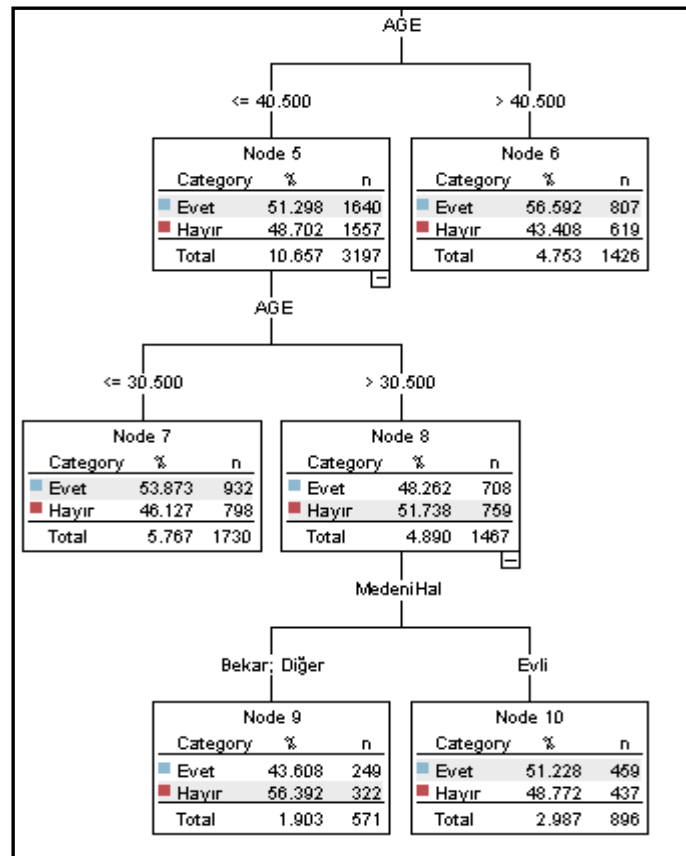 AGE
<= 40.500
> 40.500
Node 5
Category % n
Evet 51.298 1640
Hayır 48.702 1557
Total 10.657 3197
Node 6
Category % n
Evet 56.592 807
Hayır 43.408 619
Total 4.753 1426
AGE
<= 30.500
> 30.500
Node 7
Category % n
Evet 53.873 932
Hayır 46.127 798
Total 5.767 1730
Node 8
Category % n
Evet 48.262 708
Hayır 51.738 759
Total 4.890 1467
MedeniHal
Bekar; Diğer
Evli
Node 9
Category % n
Evet 43.608 249
Hayır 56.392 322
Total 1.903 571
Node 10
Category % n
Evet 51.228 459
Hayır 48.772 437
Total 2.987 896